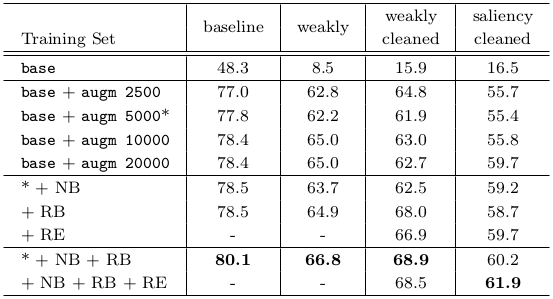 Training Set baseline weakly weakly cleaned saliency cleaned
base 48.3 8.5 15.9 16.5
base + augm 2500 77.0 62.8 64.8 55.7
base + augm 5000* 77.8 62.2 61.9 55.4
base + augm 10000 78.4 65.0 63.0 55.8
base + augm 20000 78.4 65.0 62.7 59.7
* + NB 78.5 63.7 62.5 59.2
+ RB 78.5 64.9 68.0 58.7
+ RE - - 66.9 59.7
* + NB + RB 80.1 66.8 68.9 60.2
+ NB + RB + RE - - 68.5 61.9